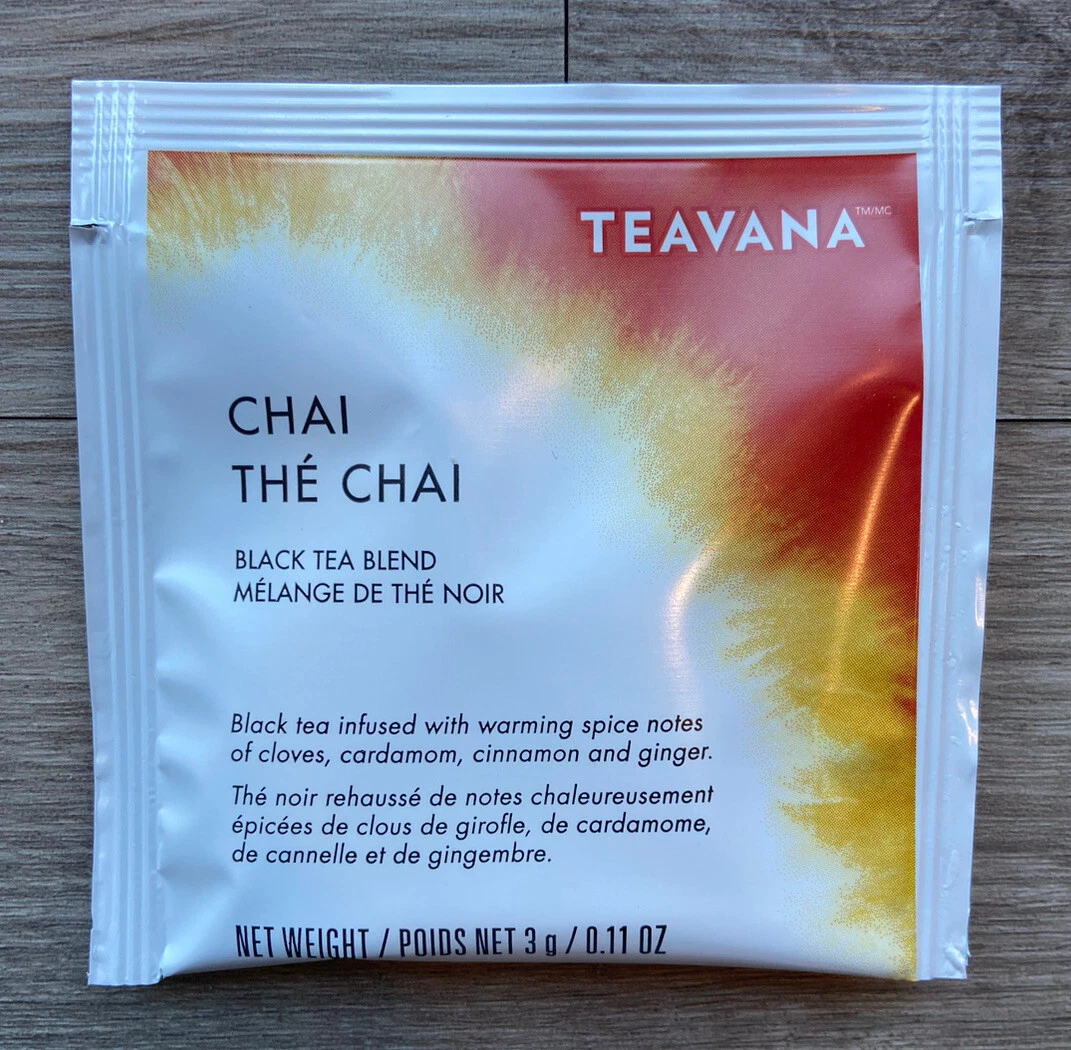 TEAVANA TM/MC
CHAI
THÉ CHAI
BLACK TEA BLEND
MÉLANGE DE THÉ NOIR
Black tea infused with warming spice notes
of cloves, cardamom, cinnamon and ginger.
Thé noir rehaussé de notes chaleureusement
épicées de clous de girofle, de cardamome,
de cannelle et de gingembre.
NET WEIGHT / POIDS NET 3 g / 0.11 OZ